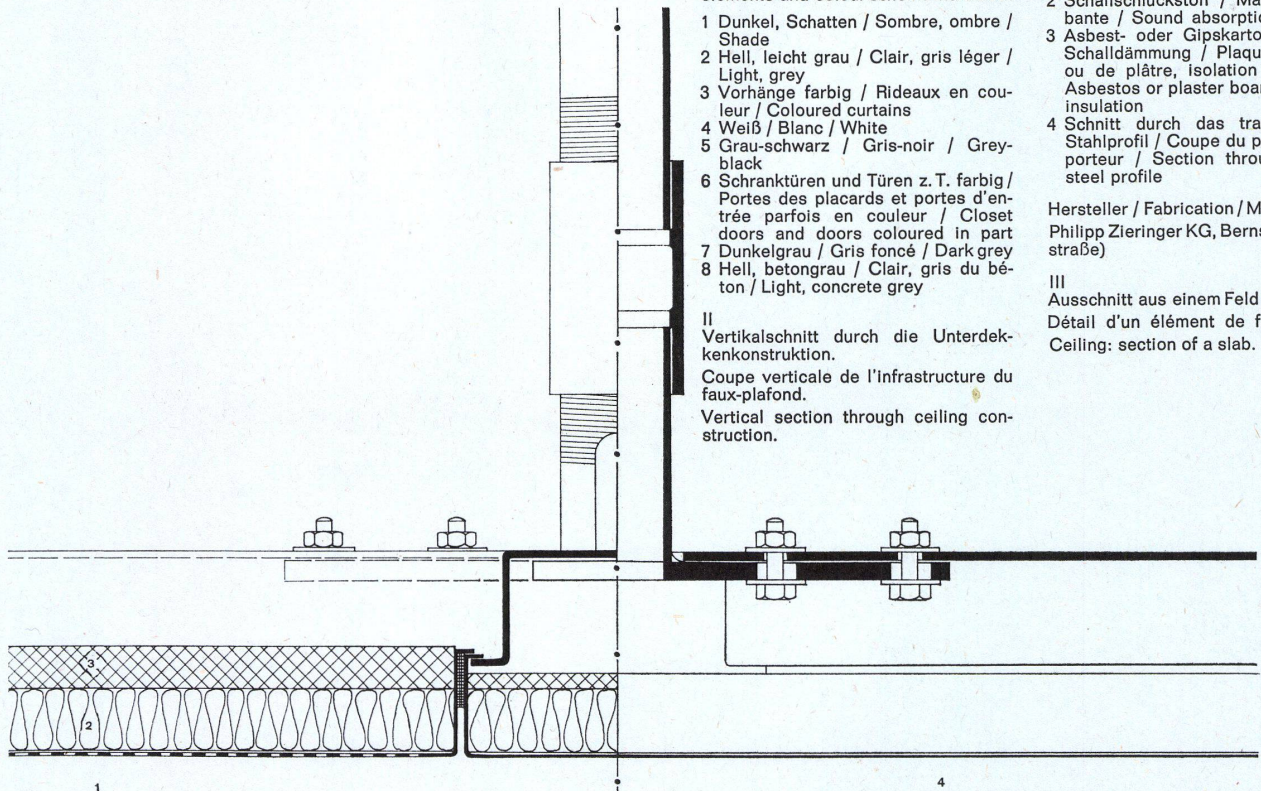 1 Dunkel, Schatten / Sombre, ombre /
Shade
2 Hell, leicht grau / Clair, gris léger /
Light, grey
3 Vorhänge farbig / Rideaux en cou-
leur / Coloured curtains
4 Weiß / Blanc / White
5 Grau-schwarz / Gris-noir / Grey-
black
6 Schranktüren und Türen z.T. farbig /
Portes des placards et portes d'en-
trée parfois en couleur / Closet
doors and doors coloured in part
7 Dunkelgrau / Gris foncé / Dark grey
8 Hell, betongrau / Clair, gris du bé-
ton / Light, concrete grey
II
Vertikalschnitt durch die Unterdek-
kenkonstruktion.
Coupe verticale de l'infrastructure du
faux-plafond.
Vertical section through ceiling con-
struction.
2 Schallschluckstoff /
bante / Sound
3 Asbest- oder
Schalldämmung /
ou de plâtre, isolation
Asbestos or plaster
insulation
4 Schnitt durch das
Stahlprofil / Coupe du
porteur / Section
steel profile
Hersteller / Fabrication /
Philipp Zieringer KG,
straße)
III
Ausschnitt aus einem Feld
Détail d'un élément de
Ceiling: section of a slab.
3
2
1
4